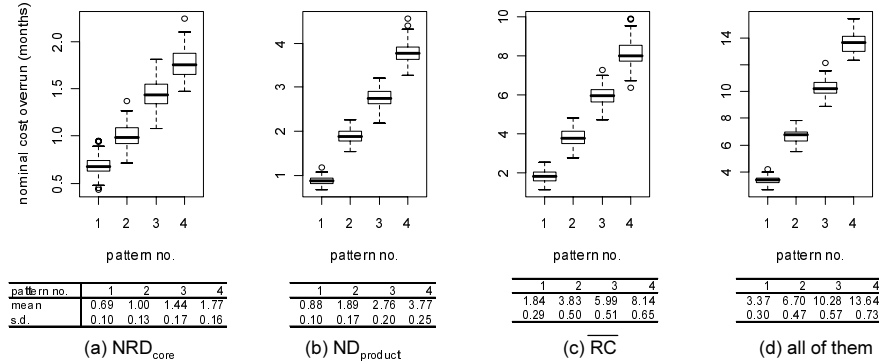 nominal cost overrun (months)
0.5 1.0 1.5 2.0
1 2 3 4
pattern no.
1 2 3 4
1 2 3 4
pattern no.
2 4 6 8 10
1 2 3 4
pattern no.
4 6 8 10 12 14
1 2 3 4
pattern no.
pattern no. 1 2 3 4
mean 0.69 1.00 1.44 1.77
s.d. 0.10 0.13 0.17 0.16
(a) NRDcore
1 2 3 4
0.88 1.89 2.76 3.77
0.10 0.17 0.20 0.25
(b) NDproduct
1 2 3 4
1.84 3.83 5.99 8.14
0.29 0.50 0.51 0.65
(c) RC
1 2 3 4
3.37 6.70 10.28 13.64
0.30 0.47 0.57 0.73
(d) all of them